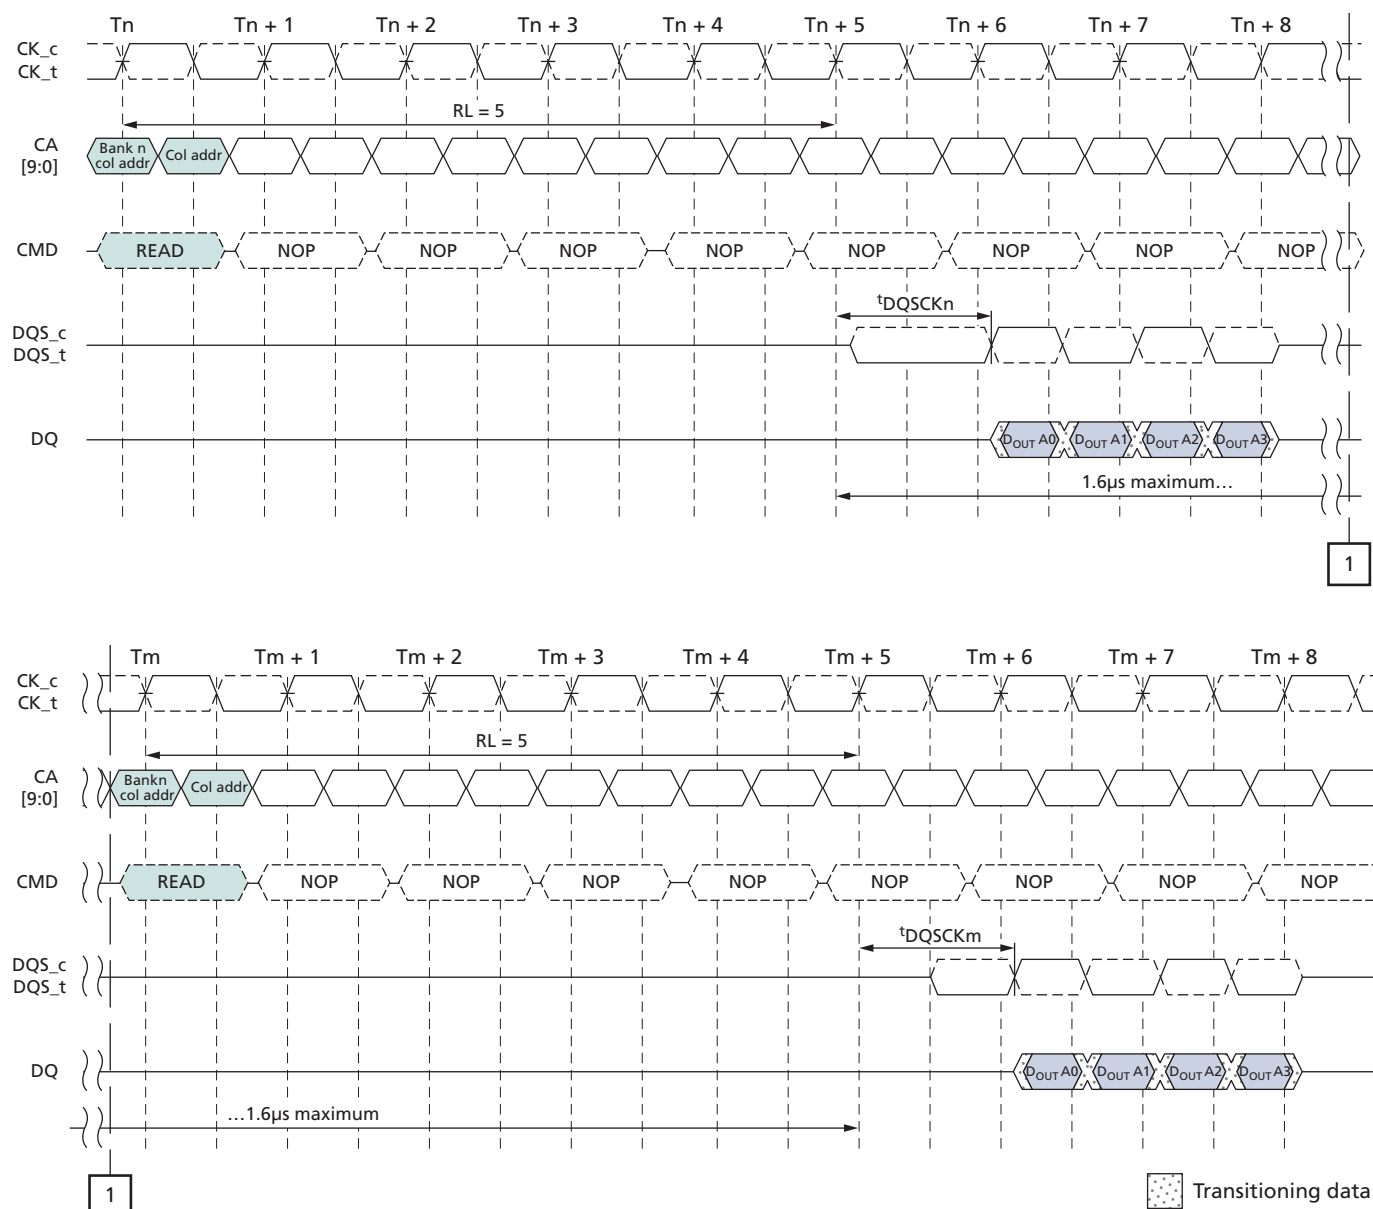 Tn Tn + 1 Tn + 2 Tn + 3 Tn + 4 Tn + 5 Tn + 6 Tn + 7 Tn + 8
CK_c
CK_t
RL = 5
CA
[9:0]
Bank n
col addr
Col addr
CMD READ NOP NOP NOP NOP NOP NOP NOP NOP
tDQSCKn
DQS_c
DQS_t
DQ DOUT A0 DOUT A1 DOUT A2 DOUT A3
1.6µs maximum…
1
Tm Tm + 1 Tm + 2 Tm + 3 Tm + 4 Tm + 5 Tm + 6 Tm + 7 Tm + 8
CK_c
CK_t
RL = 5
CA
[9:0]
Bankn
col addr
Col addr
CMD READ NOP NOP NOP NOP NOP NOP NOP NOP
tDQSCKm
DQS_c
DQS_t
DQ DOUT A0 DOUT A1 DOUT A2 DOUT A3
…1.6µs maximum
1
Transitioning data